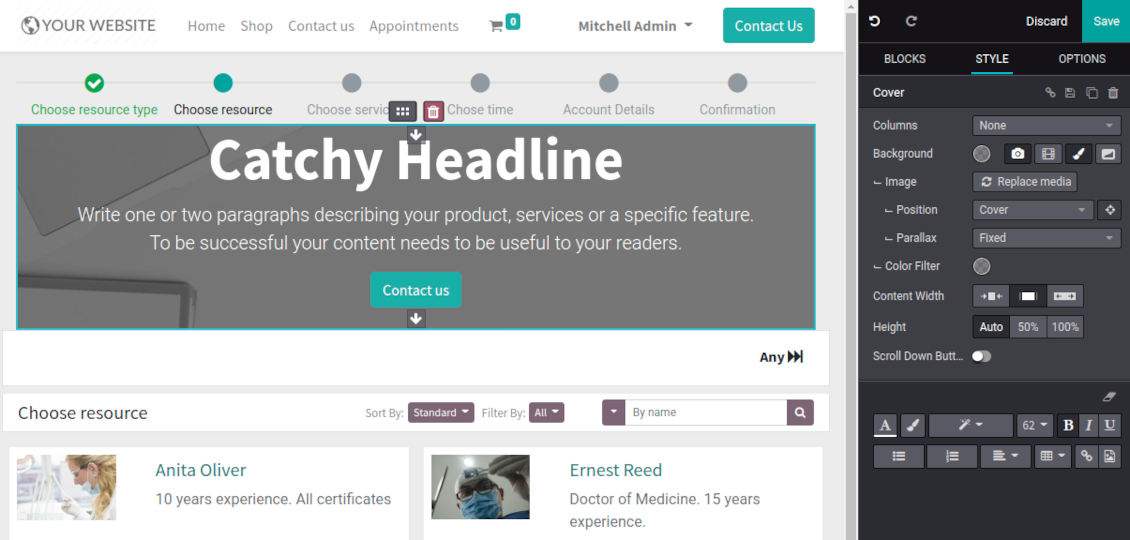 YOUR WEBSITE Home Shop Contact us Appointments 0 Mitchell Admin Contact Us
Discard Save
BLOCKS STYLE OPTIONS
Choose resource type Choose resource Choose servic Chose time Account Details Confirmation
Catchy Headline
Write one or two paragraphs describing your product, services or a specific feature.
To be successful your content needs to be useful to your readers.
Contact us
Any
Choose resource Sort By: Standard Filter By: All By name
Anita Oliver
10 years experience. All certificates
Ernest Reed
Doctor of Medicine. 15 years
experience.
Cover
Columns None
Background
Image Replace media
Position Cover
Parallax Fixed
Color Filter
Content Width
Height Auto 50% 100%
Scroll Down Butt...
A 62 B I U